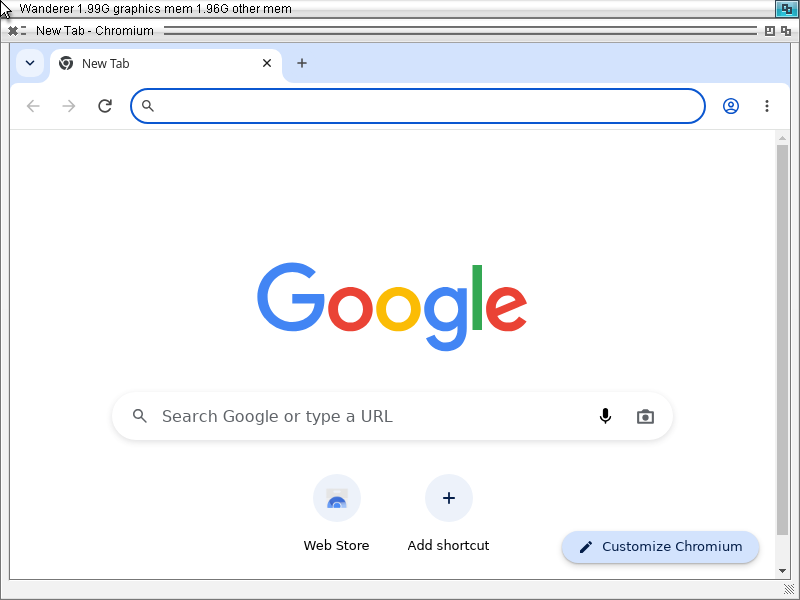 Wanderer 1.99G graphics mem 1.96G other mem
New Tab - Chromium
New Tab
Google
Search Google or type a URL
Web Store
Add shortcut
Customize Chromium